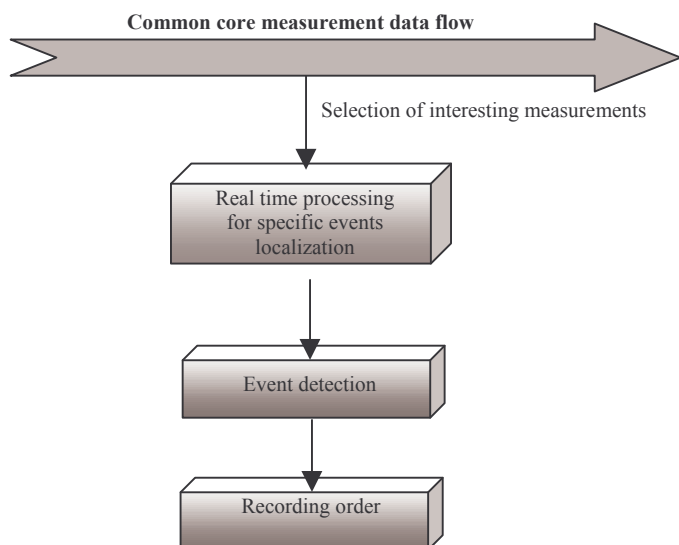 Common core measurement data flow
Selection of interesting measurements
Real time processing
for specific events
localization
Event detection
Recording order